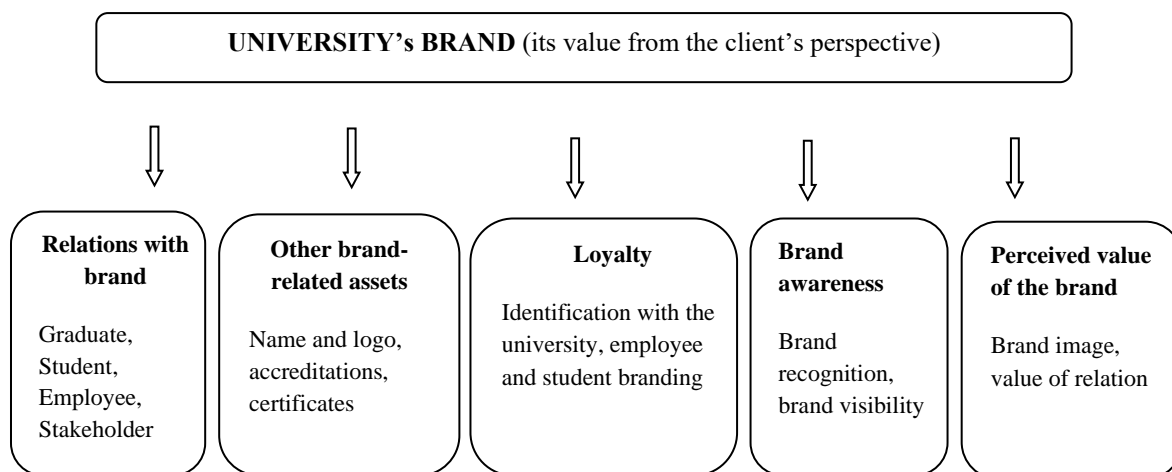 UNIVERSITY’s BRAND (its value from the client’s perspective)
Relations with
brand
Graduate,
Student,
Employee,
Stakeholder
Other brand-
related assets
Name and logo,
accreditations,
certificates
Loyalty
Identification with the
university, employee
and student branding
Brand
awareness
Brand
recognition,
brand visibility
Perceived value
of the brand
Brand image,
value of relation